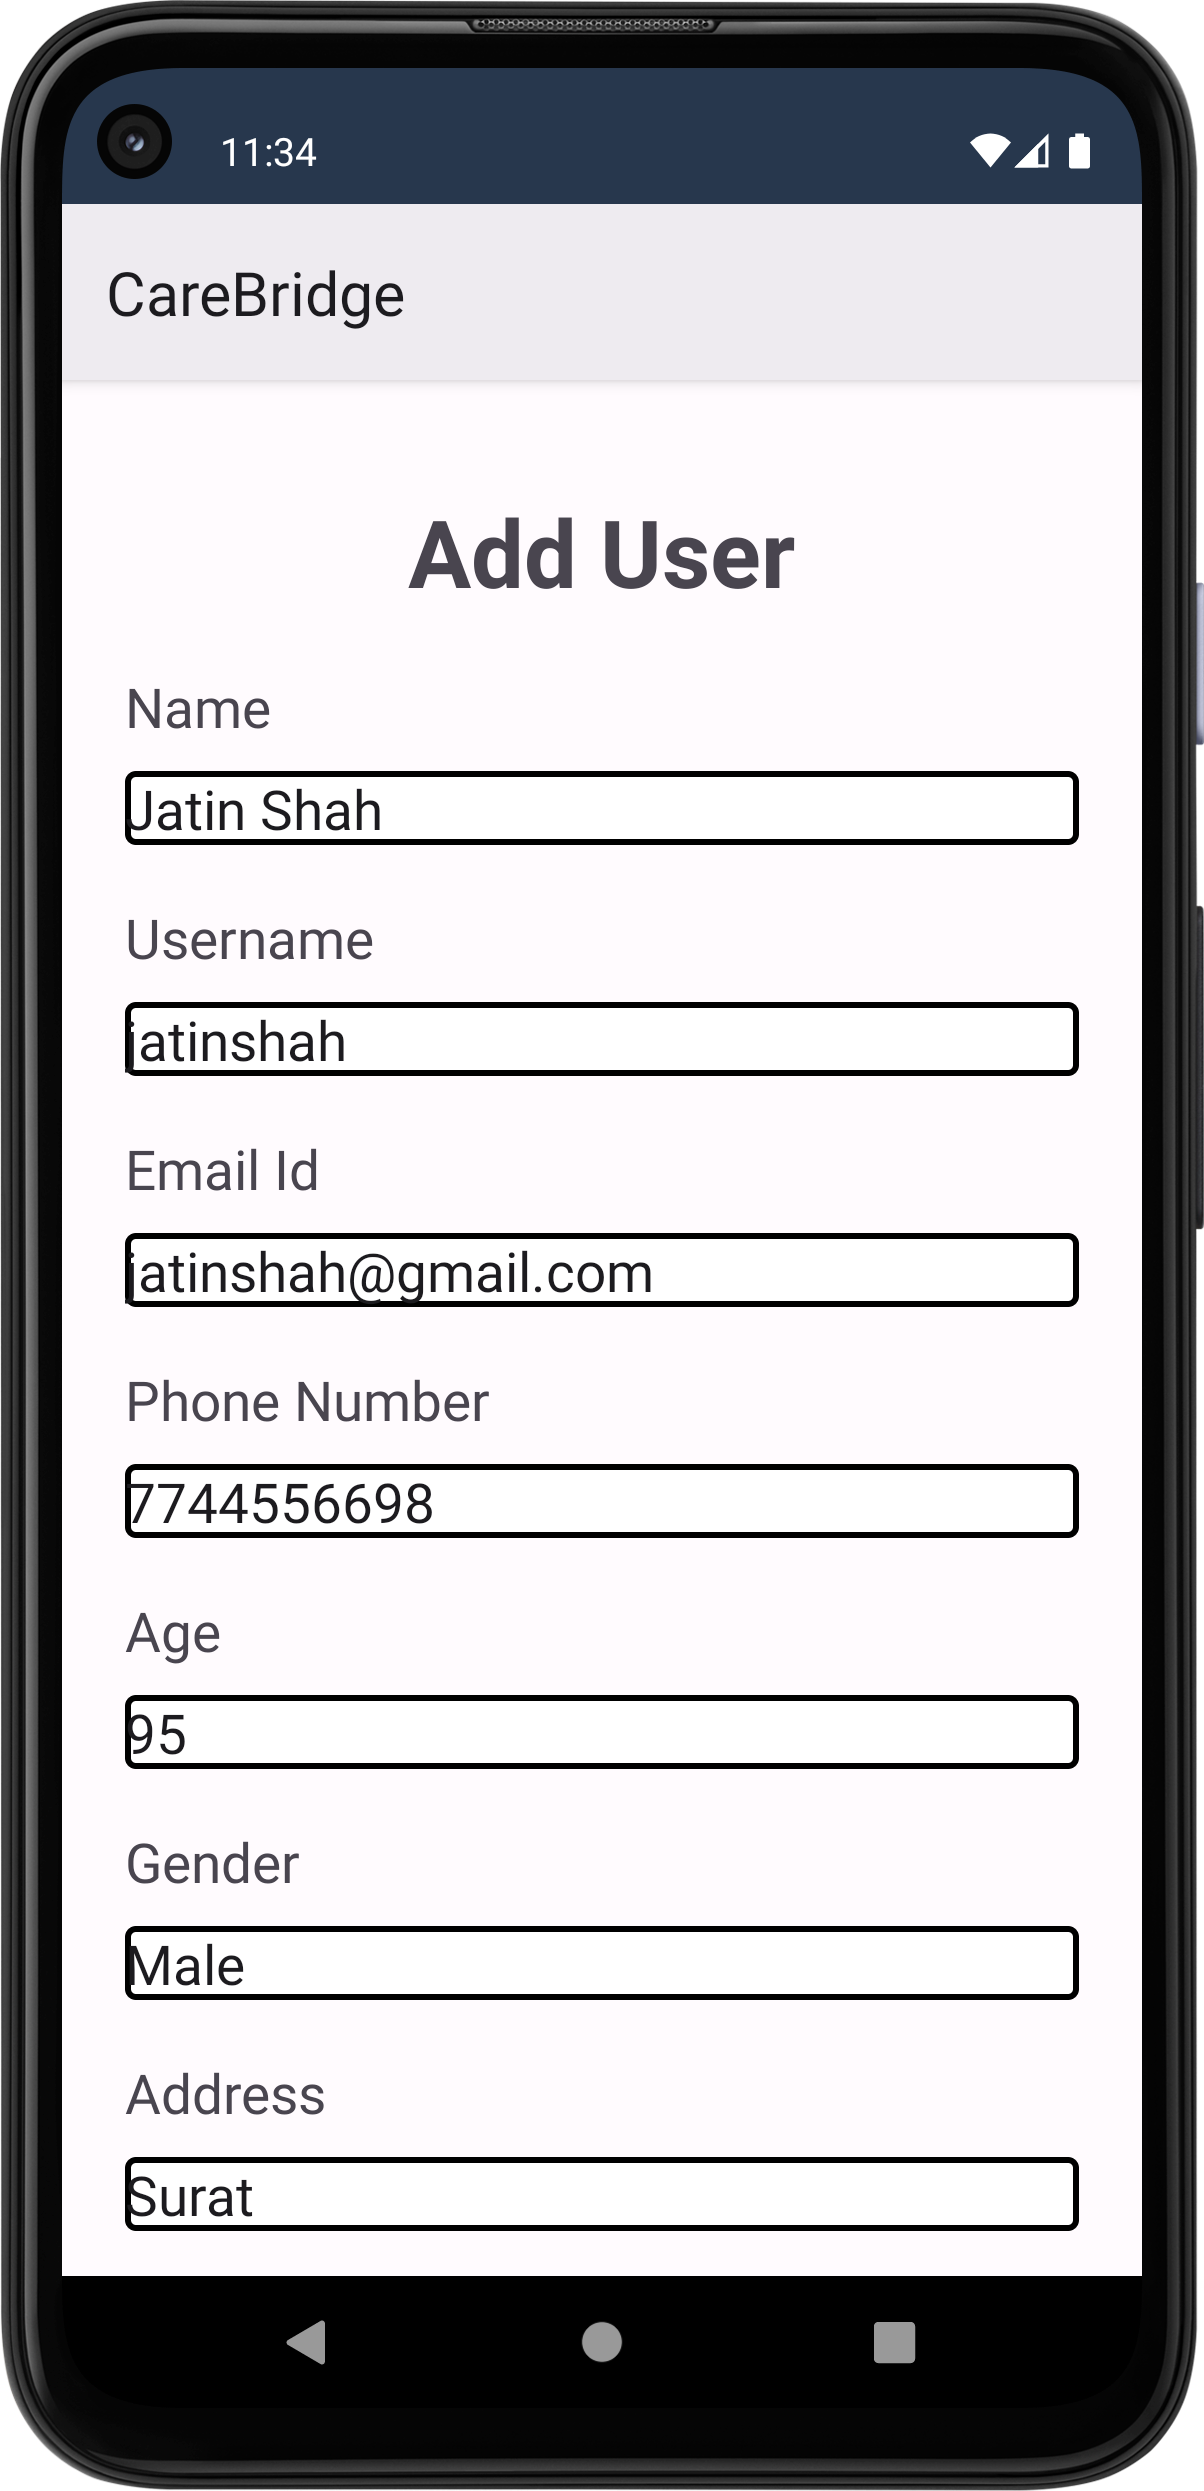 11:34
CareBridge
Add User
Name
Jatin Shah
Username
jatinshah
Email Id
jatinshah@gmail.com
Phone Number
7744556698
Age
95
Gender
Male
Address
Surat